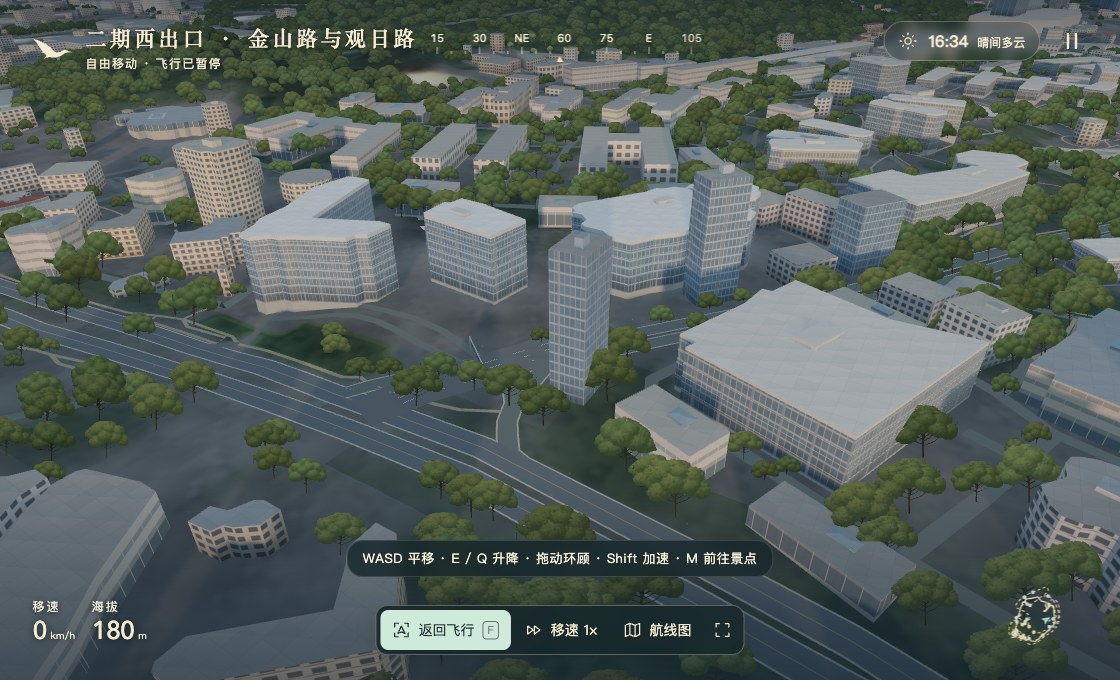 二期西出口 · 金山路与观日路
自由移动 · 飞行已暂停
15 30 NE 60 75 E 105
16:34 晴间多云
WASD 平移 · E / Q 升降 · 拖动环顾 · Shift 加速 · M 前往景点
移速 海拔
0 km/h 180 m
返回飞行 F 移速 1x 航线图